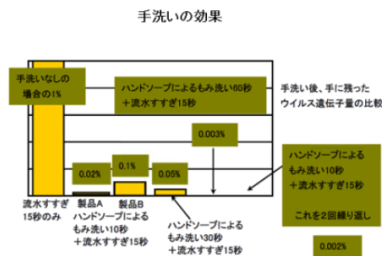 手洗いの効果
手洗いなしの
場合の1%
ハンドソープによるもみ洗い60秒
＋流水すすぎ15秒
手洗い後、手に残った
ウイルス遺伝子量の比較
0.02%
0.1%
0.05%
0.003%
ハンドソープによる
もみ洗い10秒
＋流水すすぎ15秒
これを2回繰り返し
0.002%
流水すすぎ
15秒のみ
製品A
製品B
ハンドソープによる
もみ洗い10秒
＋流水すすぎ15秒
ハンドソープによる
もみ洗い30秒
＋流水すすぎ15秒